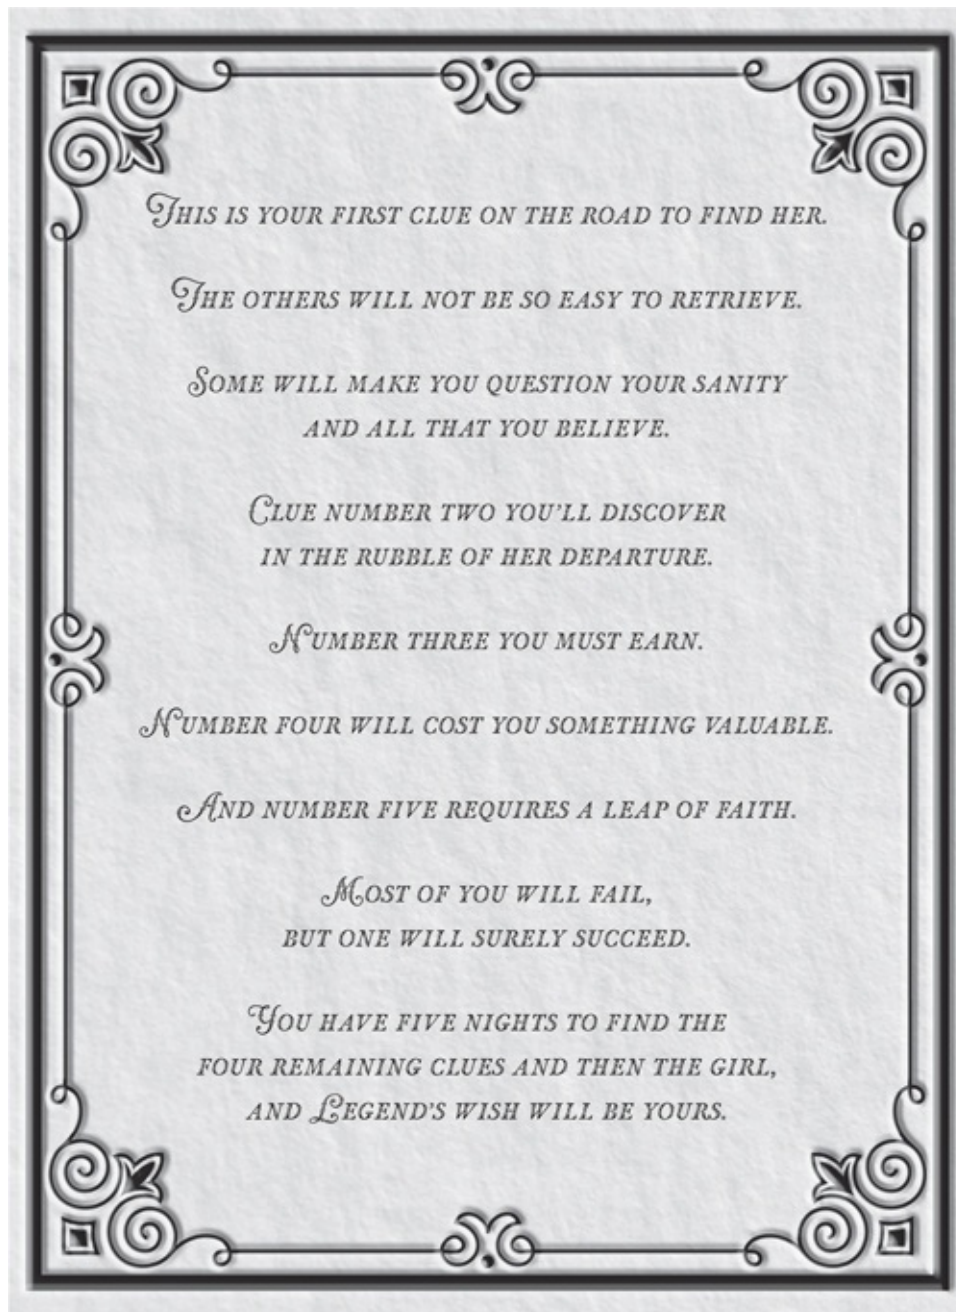 This is your first clue on the road to find her.
The others will not be so easy to retrieve.
Some will make you question your sanity
and all that you believe.
Clue number two you'll discover
in the rubble of her departure.
Number three you must earn.
Number four will cost you something valuable.
And number five requires a leap of faith.
Most of you will fail,
but one will surely succeed.
You have five nights to find the
four remaining clues and then the girl,
and Legend's wish will be yours.